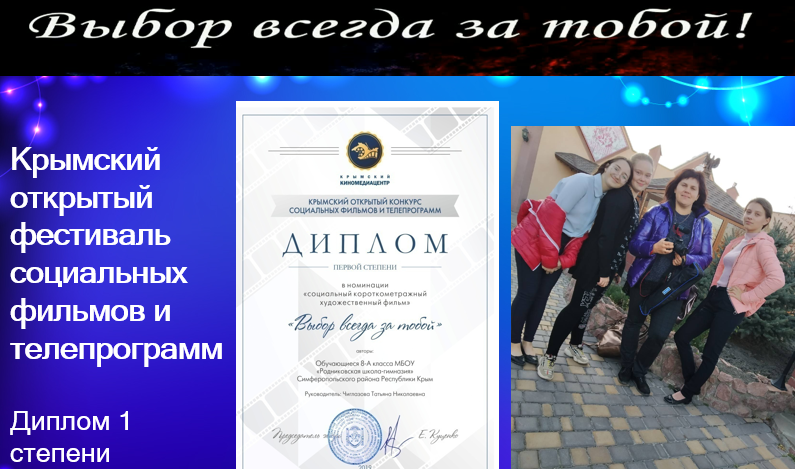 Выбор всегда за тобой!
Крымский
открытый
фестиваль
социальных
фильмов и
телепрограмм
Диплом 1
степени
КРЫМСКИЙ
КИНОМЕДИАЦЕНТР
КРЫМСКИЙ ОТКРЫТЫЙ КОНКУРС
СОЦИАЛЬНЫХ ФИЛЬМОВ И ТЕЛЕПРОГРАММ
ДИПЛОМ
ПЕРВОЙ СТЕПЕНИ
в номинации
«социальный короткометражный
художественный фильм»
«Выбор всегда за тобой»
авторы:
Обучающиеся 8-А класса МБОУ
«Родниковская школа-гимназия»
Симферопольского района Республики Крым
Руководитель: Чиглазова Татьяна Николаевна
Председатель жюри
2019